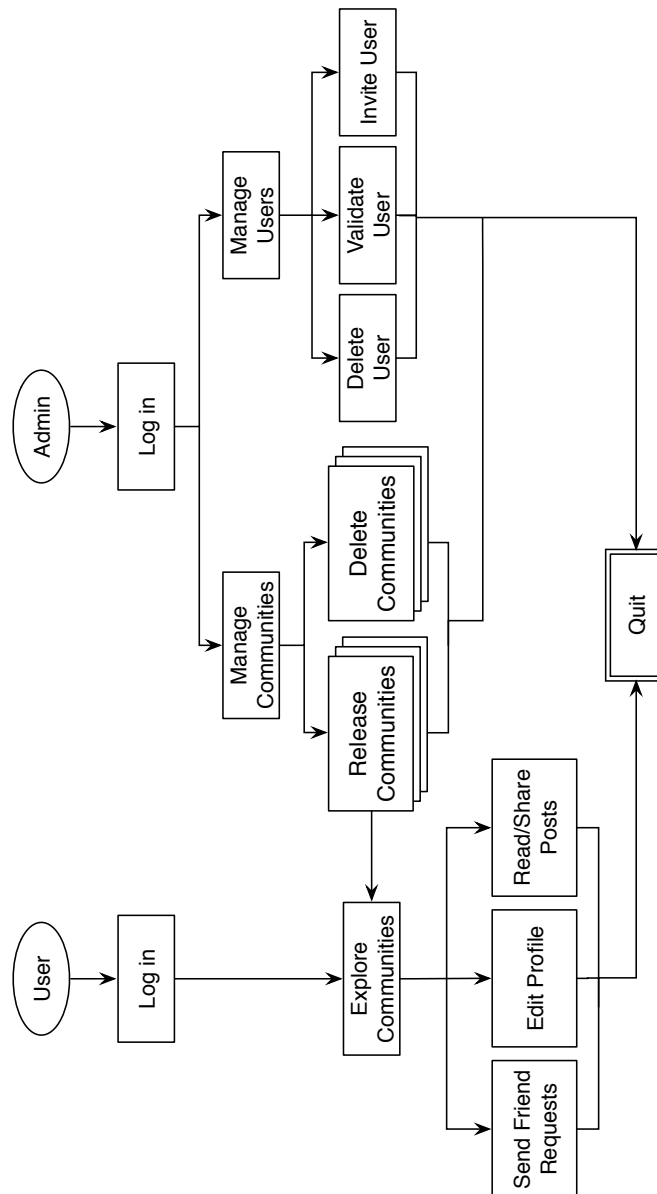 User
Admin
Log in
Log in
Manage
Communities
Manage
Users
Explore
Communities
Release
Communities
Delete
Communities
Delete
User
Validate
User
Invite User
Send Friend
Requests
Edit Profile
Read/Share
Posts
Quit